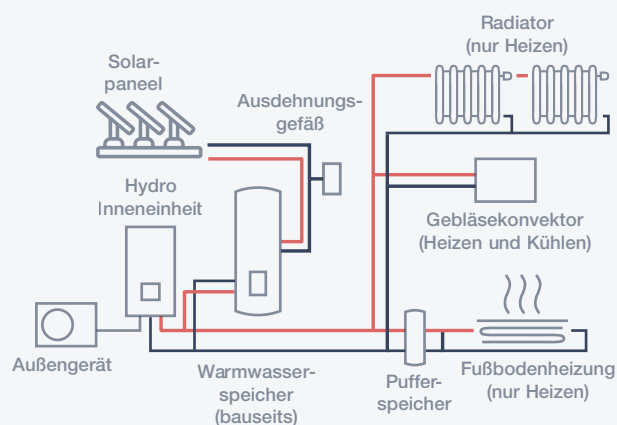 Radiator
(nur Heizen)
Solar-
paneel
Ausdehnungs-
gefäß
Hydro
Inneneinheit
Gebläsekonvektor
(Heizen und Kühlen)
Außengerät
Warmwasser-
speicher
(bauseits)
Puffer-
speicher
Fußbodenheizung
(nur Heizen)